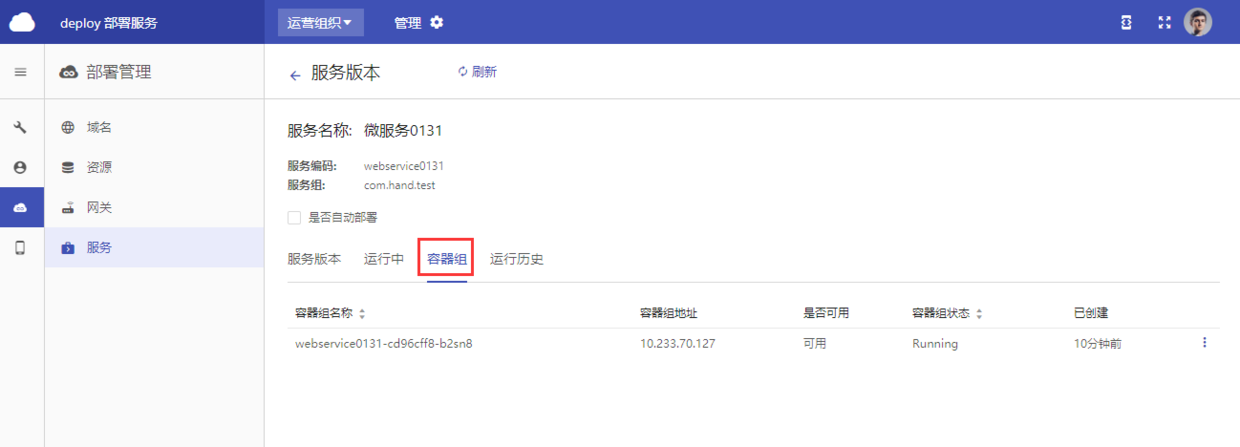 deploy 部署服务 运营组织 管理
部署管理
服务版本 刷新
域名
资源
网关
服务
服务名称: 微服务0131
服务编码: webservice0131
服务组: com.hand.test
是否自动部署
服务版本 运行中 容器组 运行历史
容器组名称 容器组地址 是否可用 容器组状态 已创建
webservice0131-cd96cff8-b2sn8 10.233.70.127 可用 Running 10分钟前